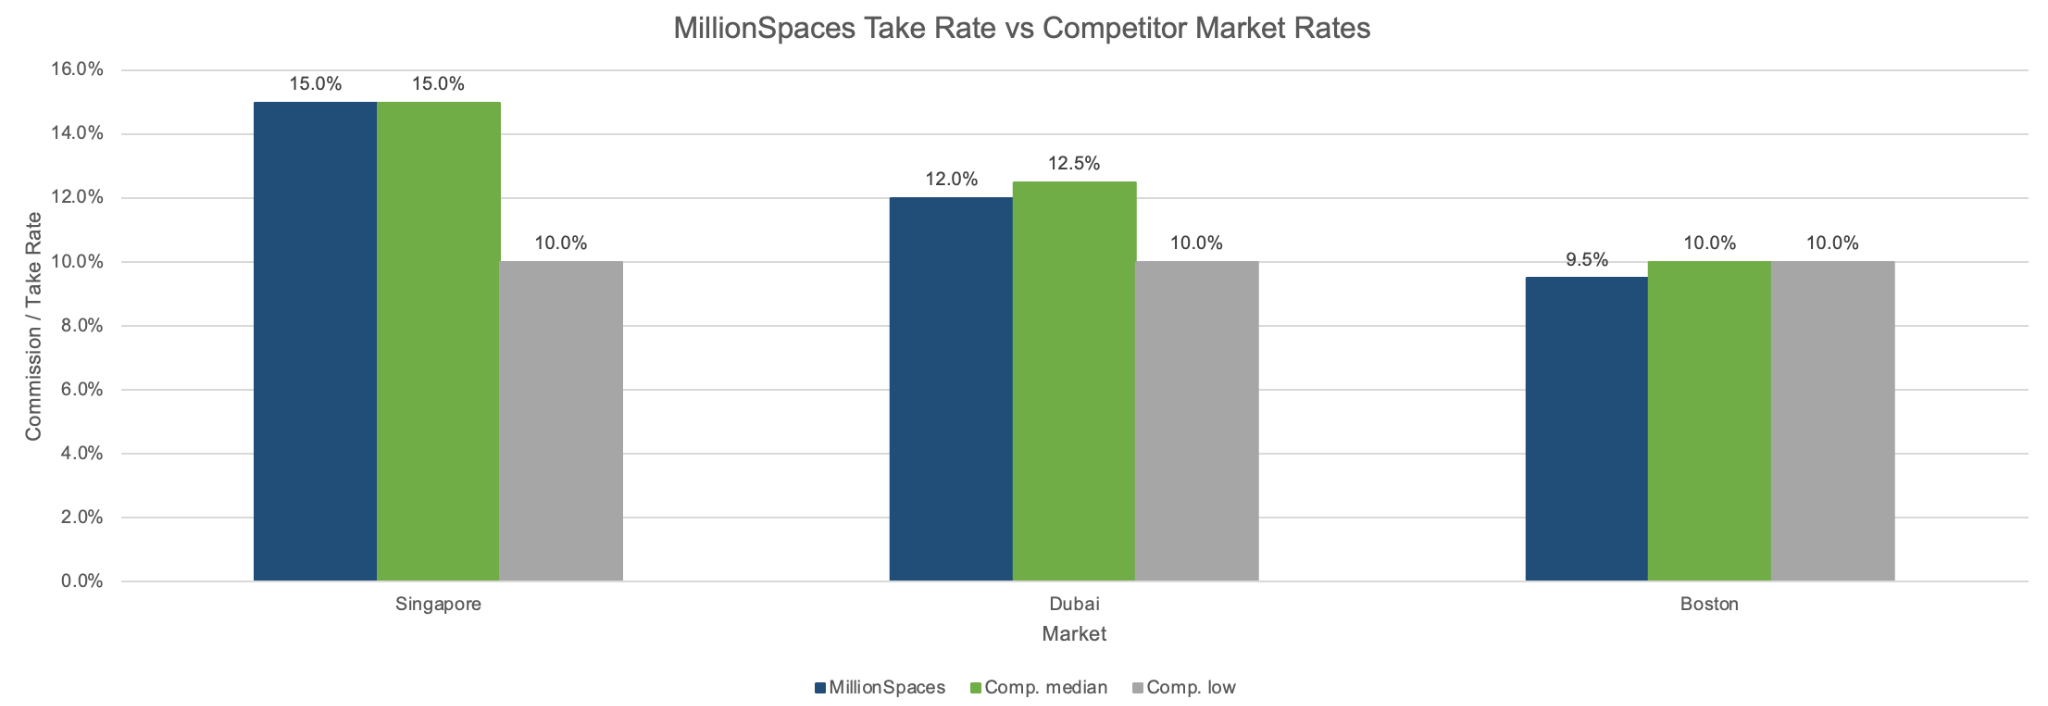 MillionSpaces Take Rate vs Competitor Market Rates
Commission / Take Rate
16.0%
14.0%
12.0%
10.0%
8.0%
6.0%
4.0%
2.0%
0.0%
15.0%
15.0%
10.0%
12.0%
12.5%
10.0%
9.5%
10.0%
10.0%
Singapore
Dubai
Boston
Market
MillionSpaces
Comp. median
Comp. low